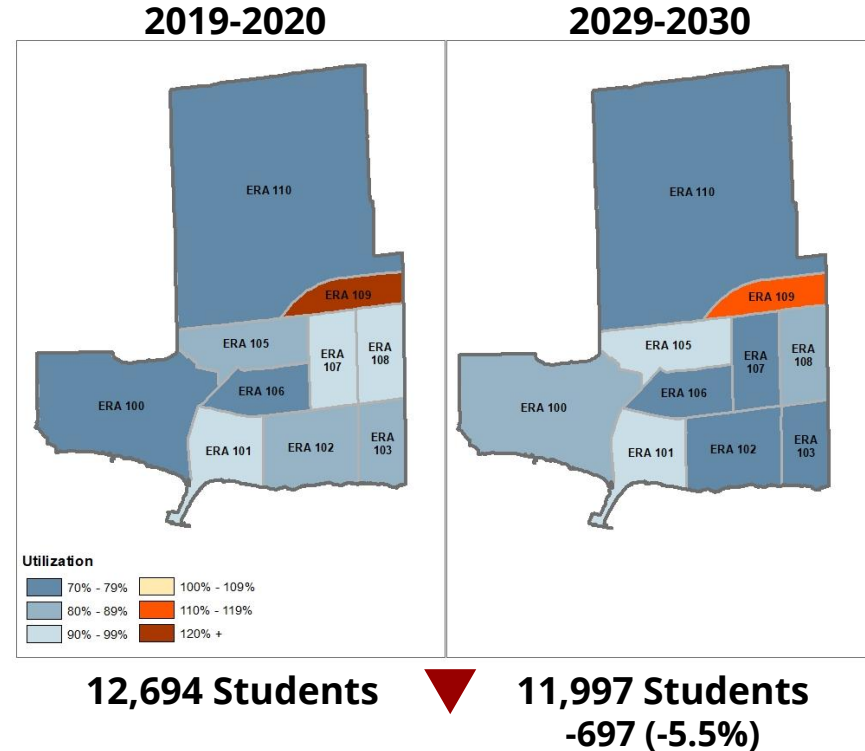 2019-2020
ERA 110
ERA 109
ERA 105
ERA
107
ERA
108
ERA 106
ERA 100
ERA 101
ERA 102
ERA
103
Utilization
70% - 79%
100% - 109%
80% - 89%
110% - 119%
90% - 99%
120% +
12,694 Students
2029-2030
ERA 110
ERA 109
ERA 105
ERA
107
ERA
108
ERA 106
ERA 100
ERA 101
ERA 102
ERA
103
11,997 Students
-697 (-5.5%)